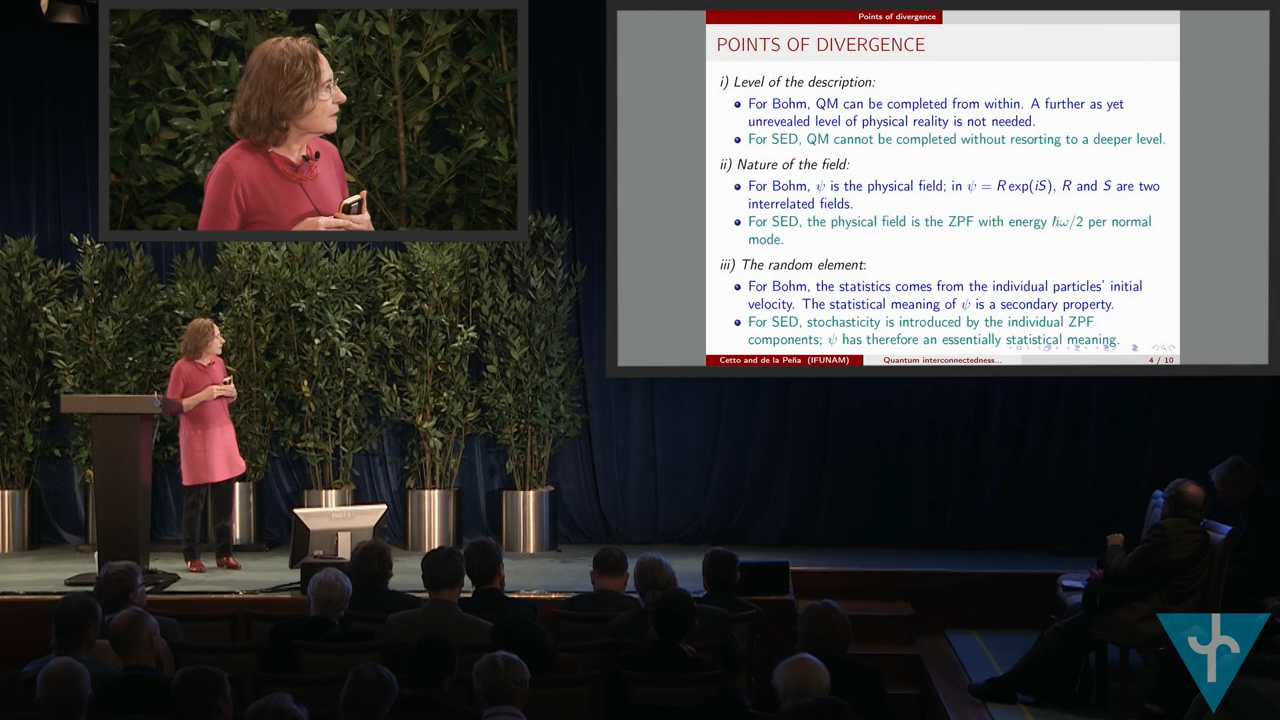 Points of divergence
POINTS OF DIVERGENCE
i) Level of the description:
For Bohm, QM can be completed from within. A further as yet
unrevealed level of physical reality is not needed.
For SED, QM cannot be completed without resorting to a deeper level.
ii) Nature of the field:
For Bohm, ψ is the physical field; in ψ = R exp(iS), R and S are two
interrelated fields.
For SED, the physical field is the ZPF with energy ħω/2 per normal
mode.
iii) The random element:
For Bohm, the statistics comes from the individual particles' initial
velocity. The statistical meaning of ψ is a secondary property.
For SED, stochasticity is introduced by the individual ZPF
components; ψ has therefore an essentially statistical meaning.
Cetto and de la Peña (IFUNAM)
Quantum interconnectedness...
4 / 10